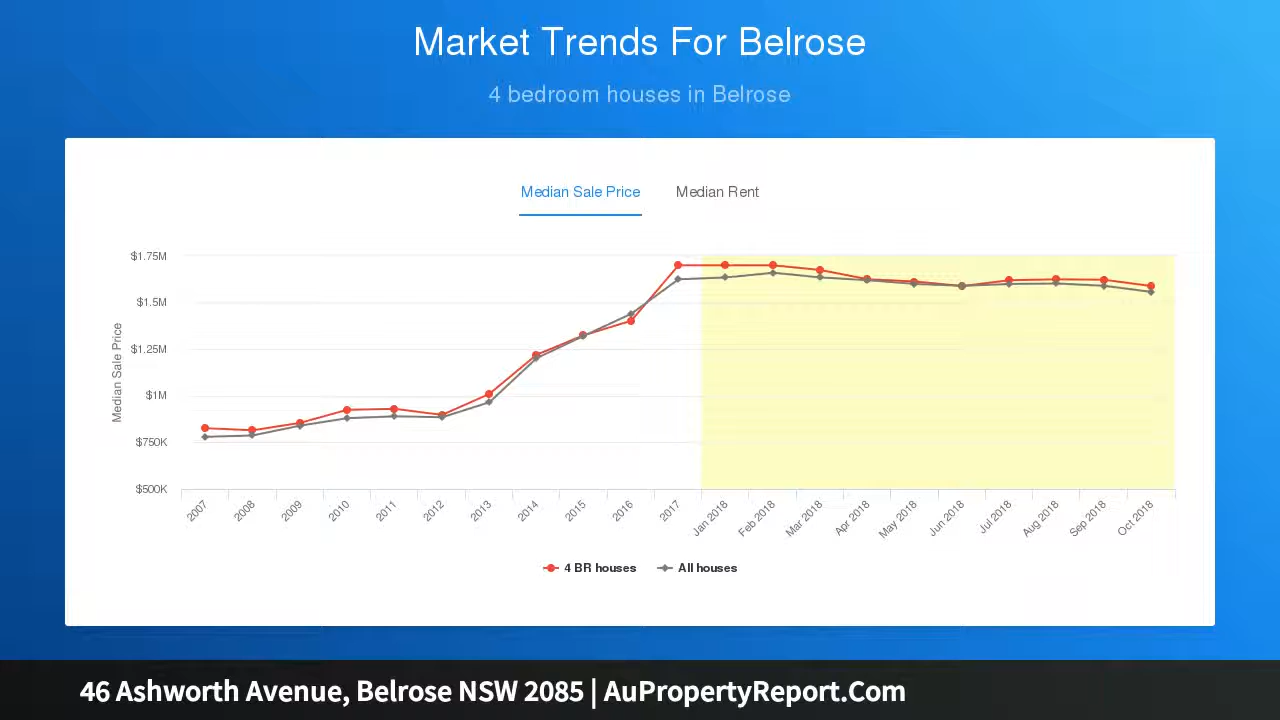 Market Trends For Belrose
4 bedroom houses in Belrose
Median Sale Price Median Rent
Median Sale Price
$1.75M
$1.5M
$1.25M
$1M
$750K
$500K
2007 2008 2009 2010 2011 2012 2013 2014 2015 2016 2017 Jan 2018 Feb 2018 Mar 2018 Apr 2018 May 2018 Jun 2018 Jul 2018 Aug 2018 Sep 2018 Oct 2018
4 BR houses All houses
46 Ashworth Avenue, Belrose NSW 2085 | AuPropertyReport.Com